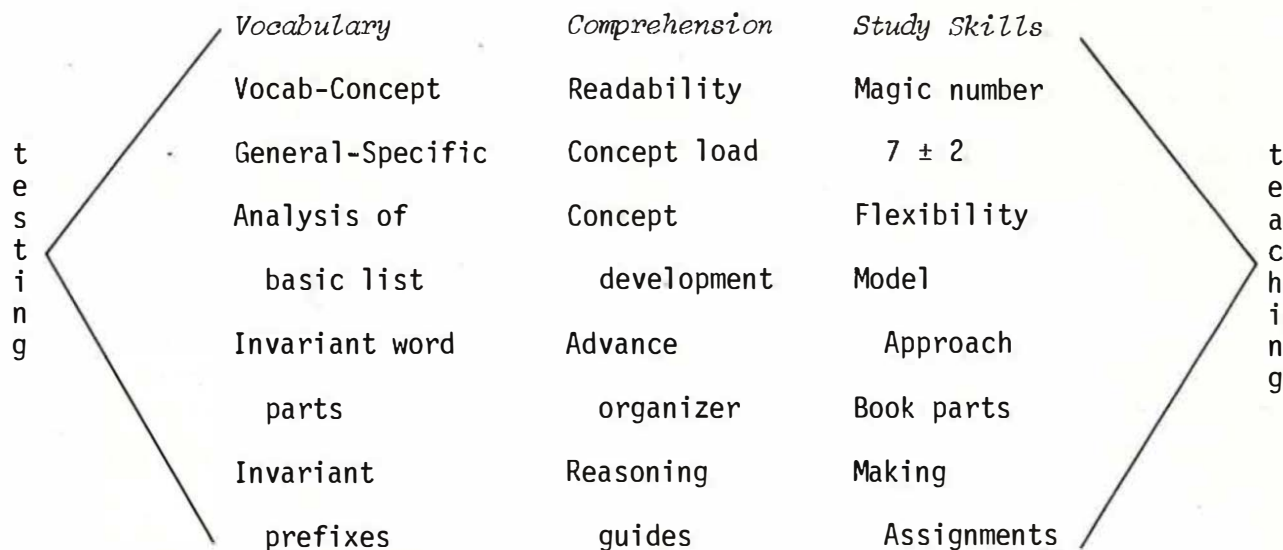 testing
Vocabulary
Vocab-Concept
General-Specific
Analysis of
basic list
Invariant word
parts
Invariant
prefixes
Comprehension
Readability
Concept load
Concept
development
Advance
organizer
Reasoning
guides
Study Skills
Magic number
7 ± 2
Flexibility
Model
Approach
Book parts
Making
Assignments
teaching